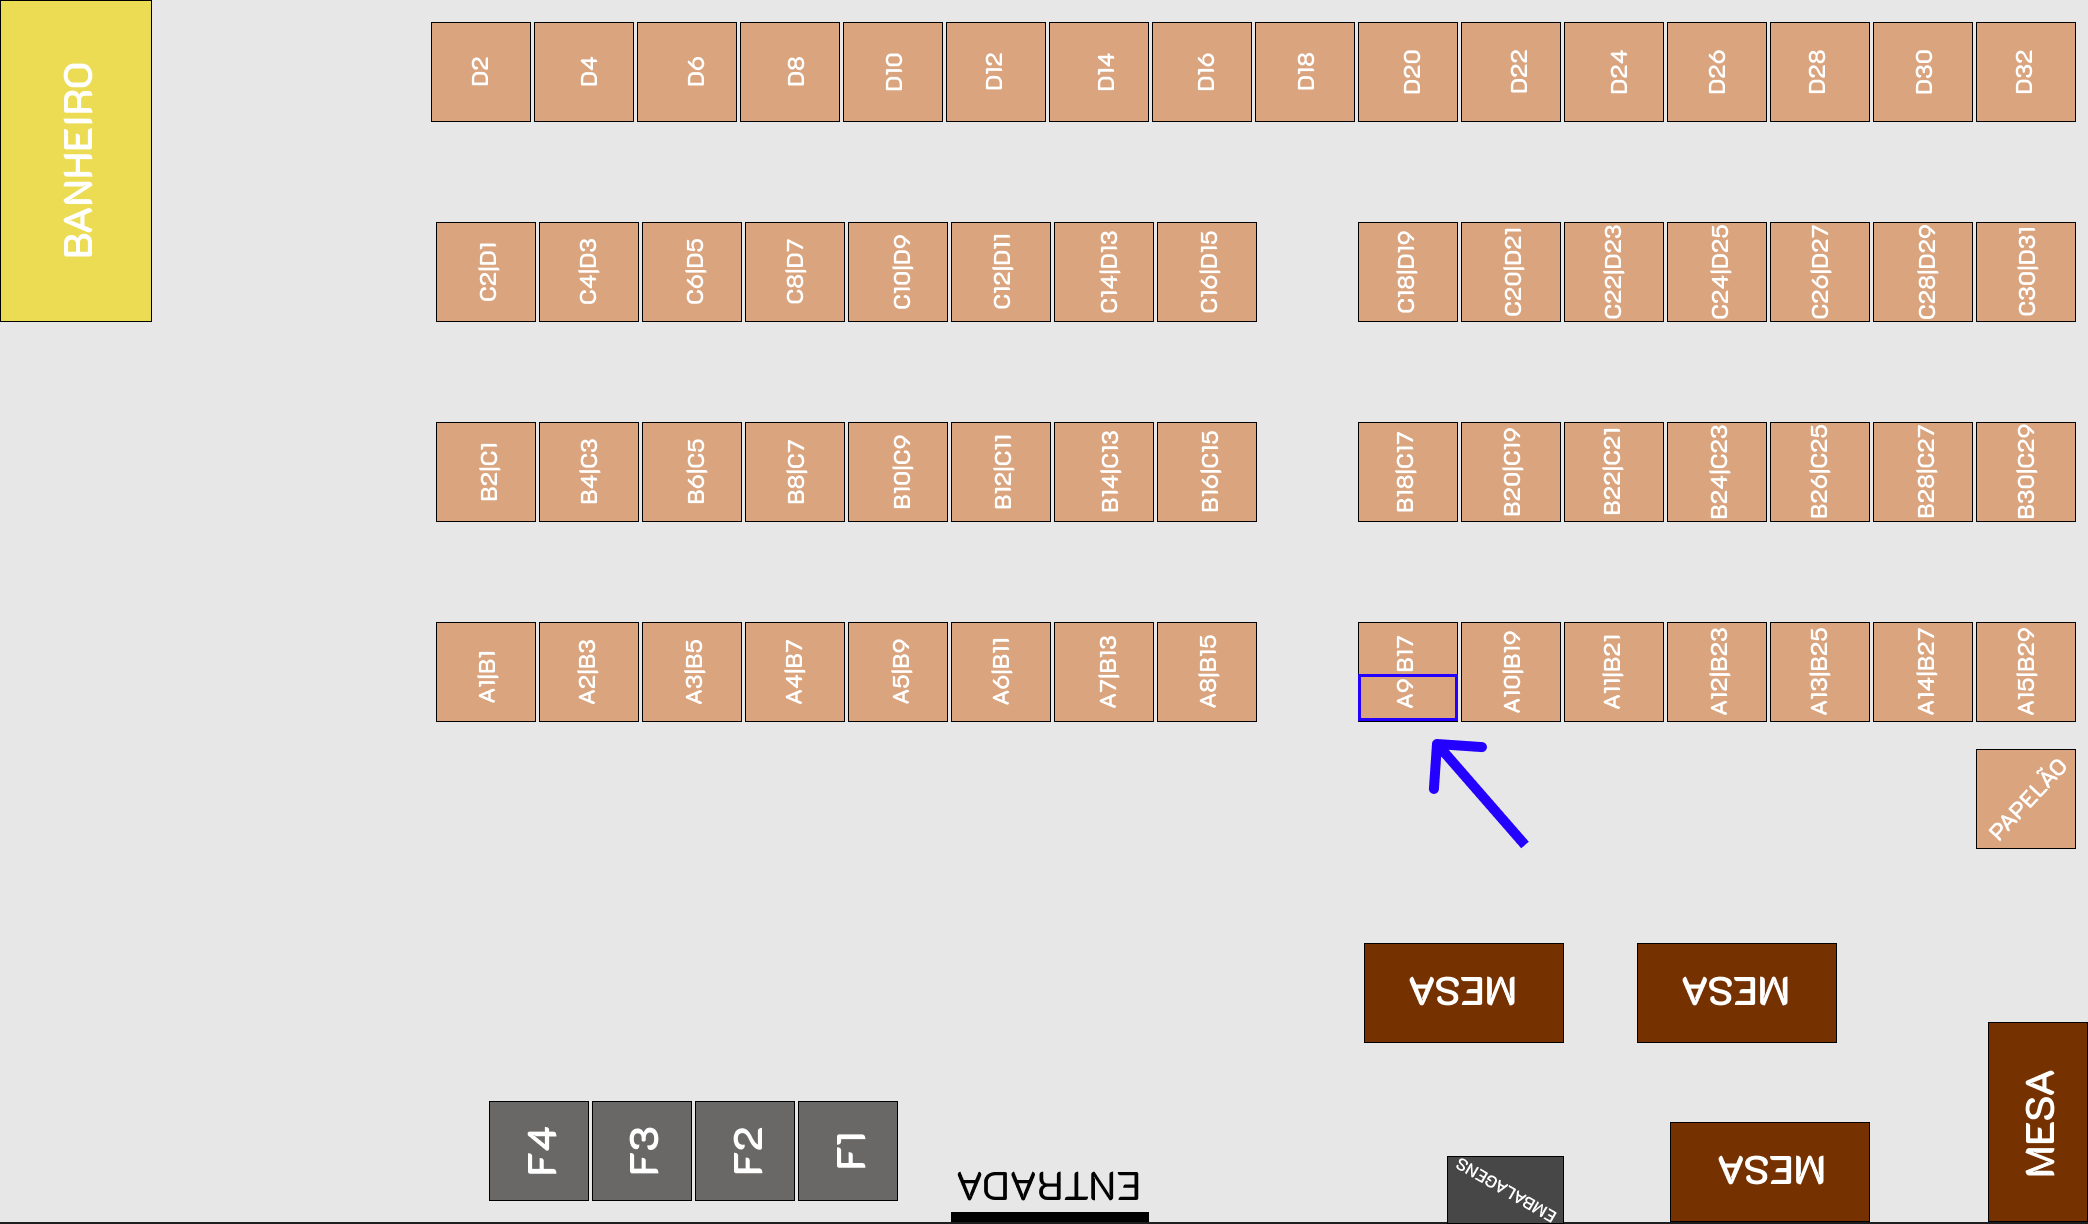 BANHEIRO
D2
D4
D6
D8
D10
D12
D14
D16
D18
D20
D22
D24
D26
D28
D30
D32
C2|D1
C4|D3
C6|D5
C8|D7
C10|D9
C12|D11
C14|D13
C16|D15
C18|D19
C20|D21
C22|D23
C24|D25
C26|D27
C28|D29
C30|D31
B2|C1
B4|C3
B6|C5
B8|C7
B10|C9
B12|C11
B14|C13
B16|C15
B18|C17
B20|C19
B22|C21
B24|C23
B26|C25
B28|C27
B30|C29
A1|B1
A2|B3
A3|B5
A4|B7
A5|B9
A6|B11
A7|B13
A8|B15
A9|B17
A10|B19
A11|B21
A12|B23
A13|B25
A14|B27
A15|B29
PAPELÃO
MESA
MESA
MESA
MESA
F4
F3
F2
F1
ENTRADA
EMBALAGENS